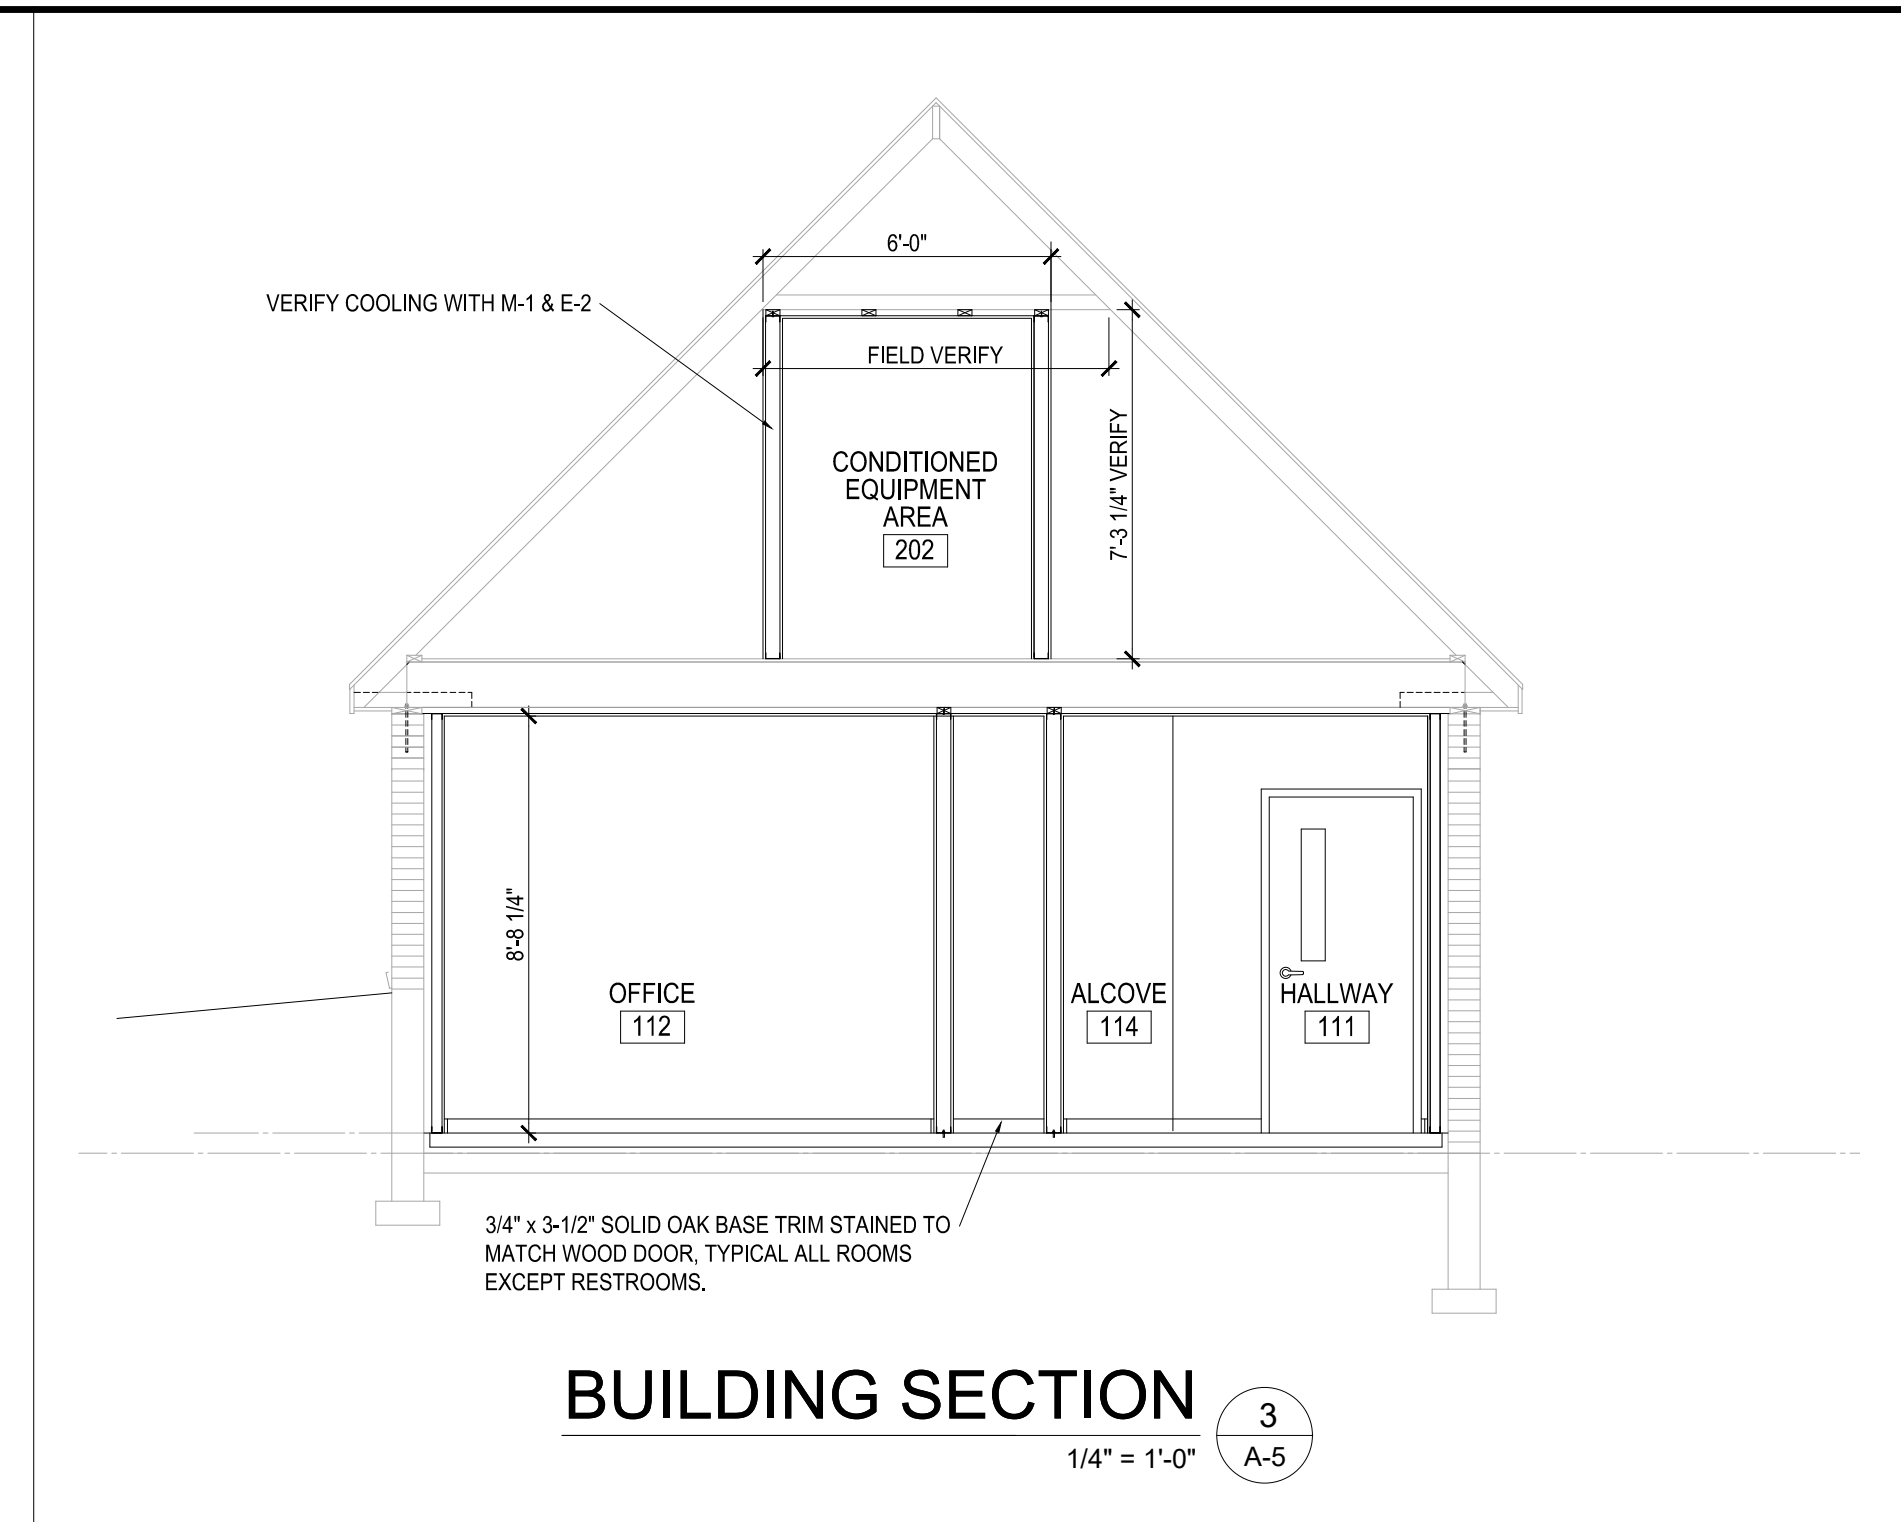 6'-0"
VERIFY COOLING WITH M-1 & E-2
FIELD VERIFY
7'-3 1/4" VERIFY
CONDITIONED
EQUIPMENT
AREA
202
8'-8 1/4"
OFFICE
112
ALCOVE
114
HALLWAY
111
3/4" x 3-1/2" SOLID OAK BASE TRIM STAINED TO
MATCH WOOD DOOR, TYPICAL ALL ROOMS
EXCEPT RESTROOMS.
BUILDING SECTION
1/4" = 1'-0"
3
A-5